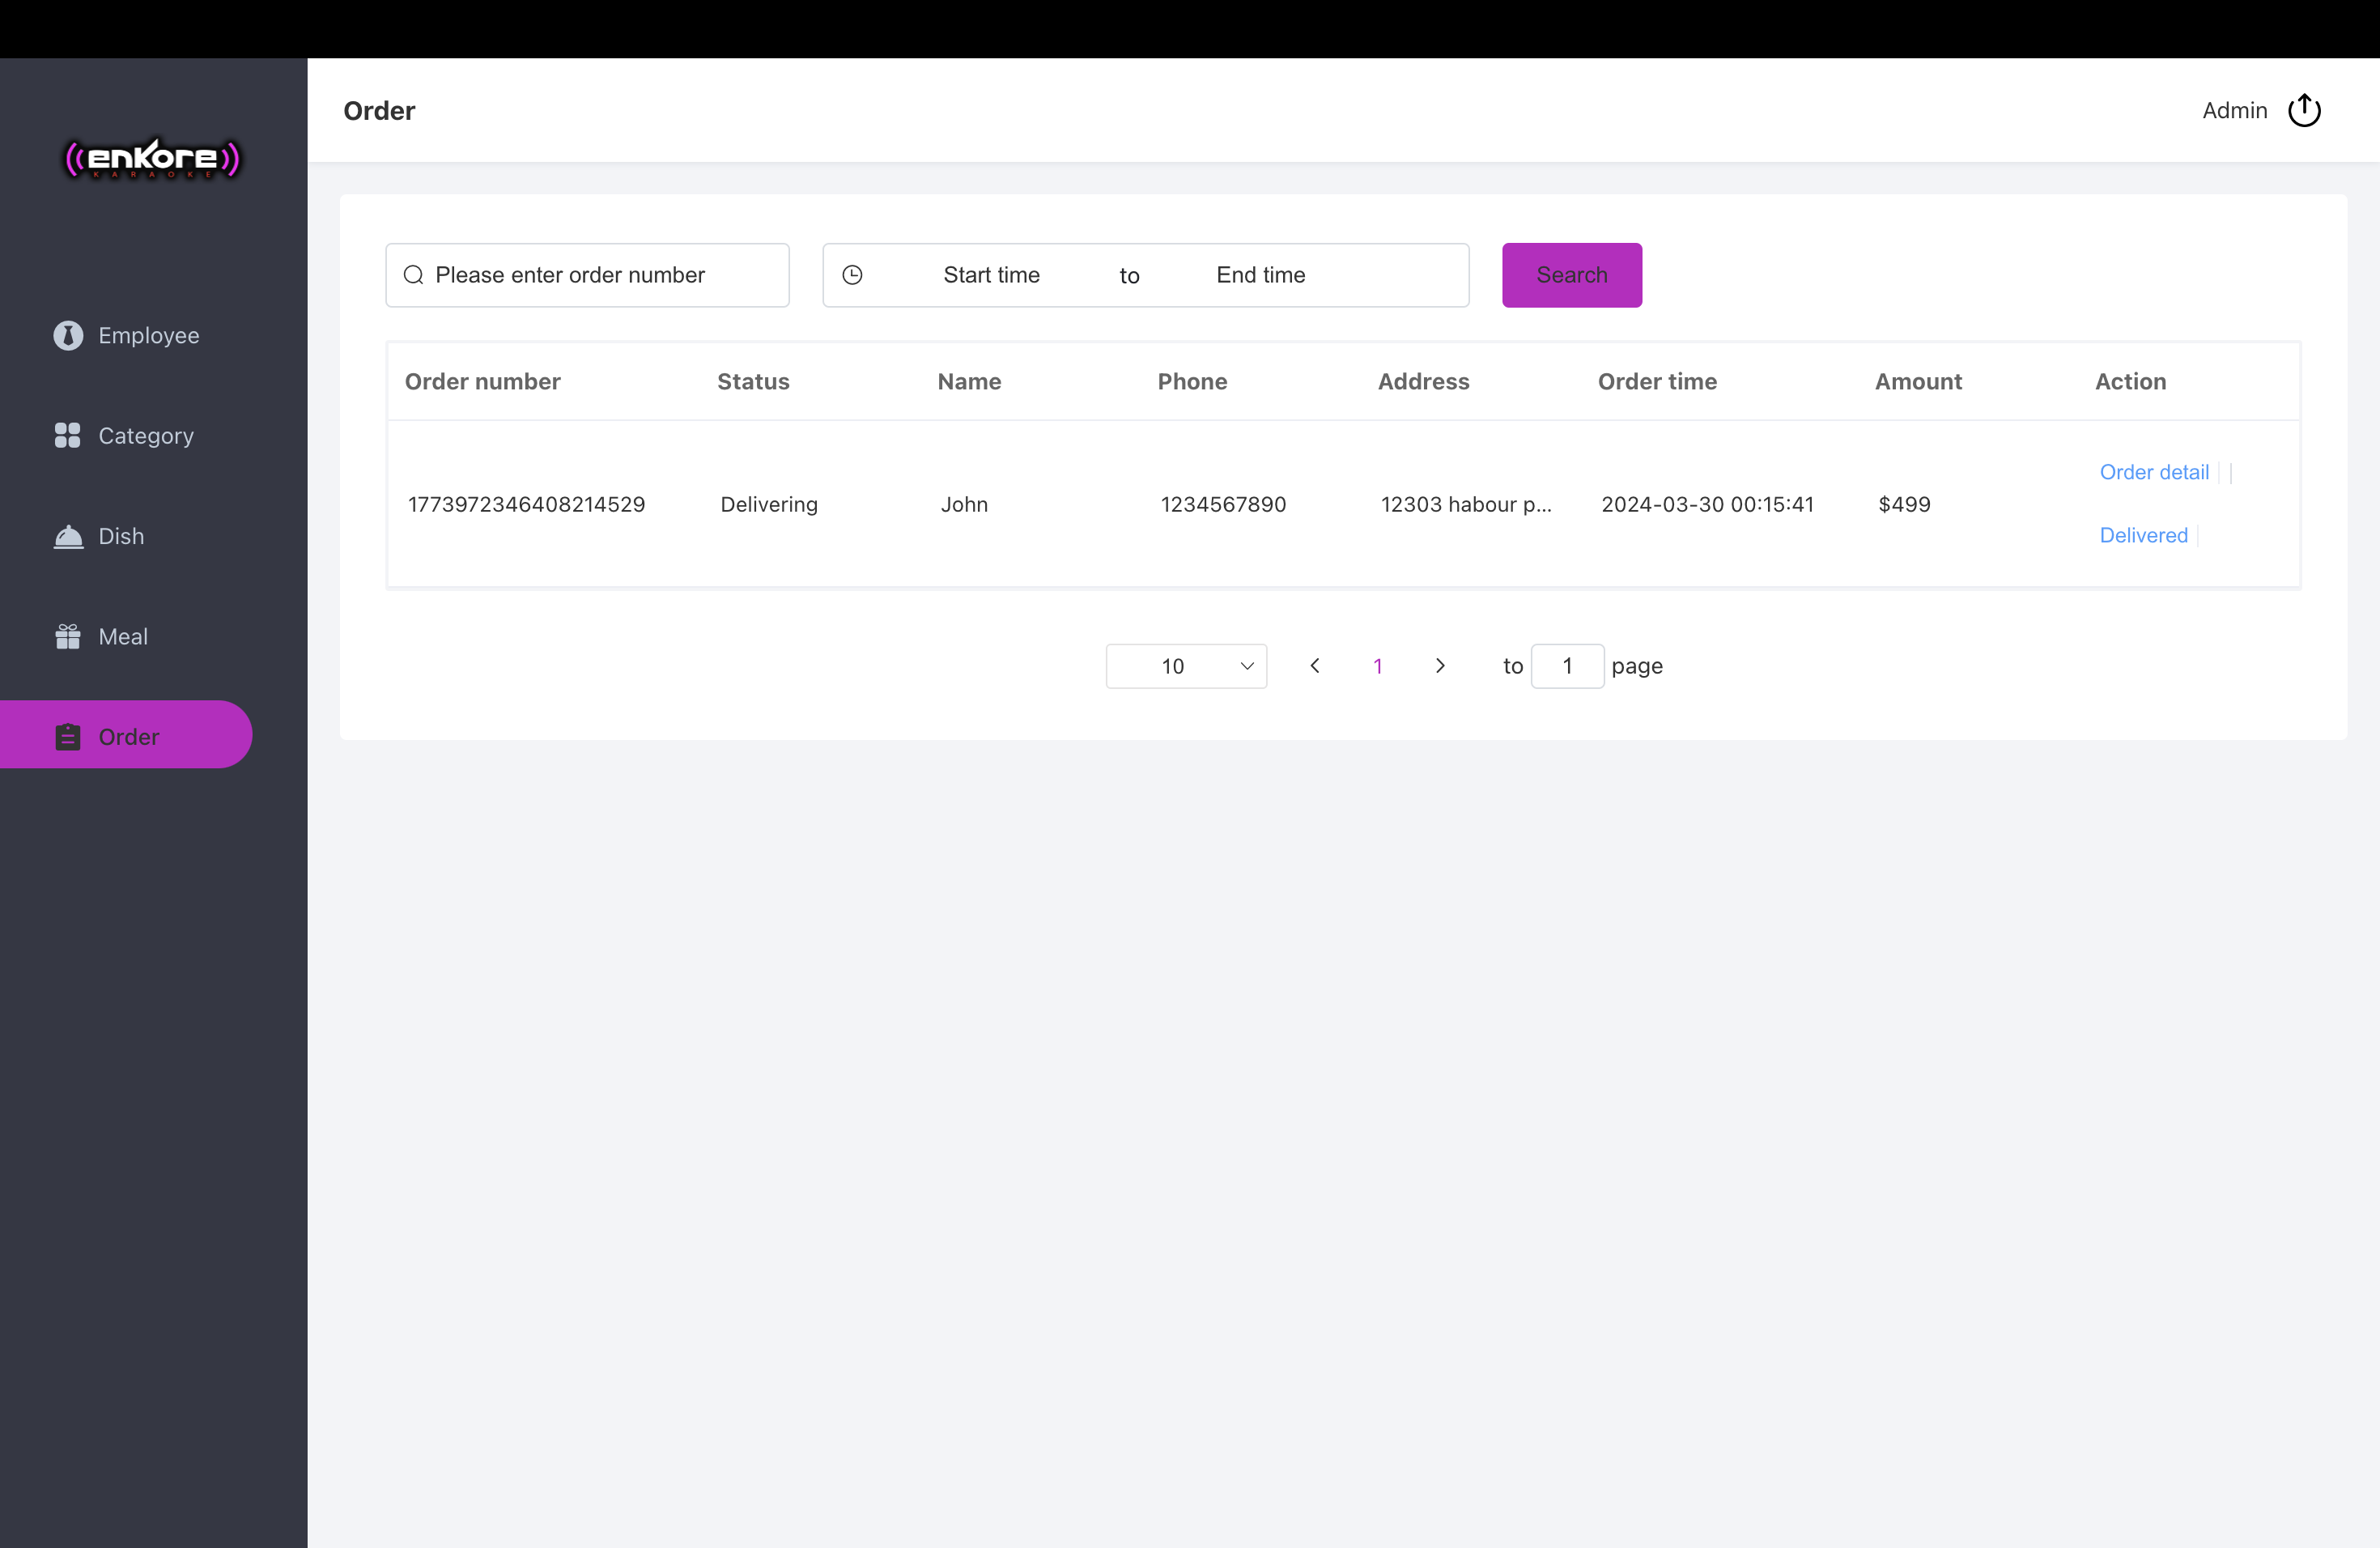 Order
Admin
enKore
KARAOKE
Employee
Category
Dish
Meal
Order
Please enter order number
Start time to End time
Search
Order number Status Name Phone Address Order time Amount Action
1773972346408214529 Delivering John 1234567890 12303 habour p... 2024-03-30 00:15:41 $499
Order detail
Delivered
10 1 to 1 page